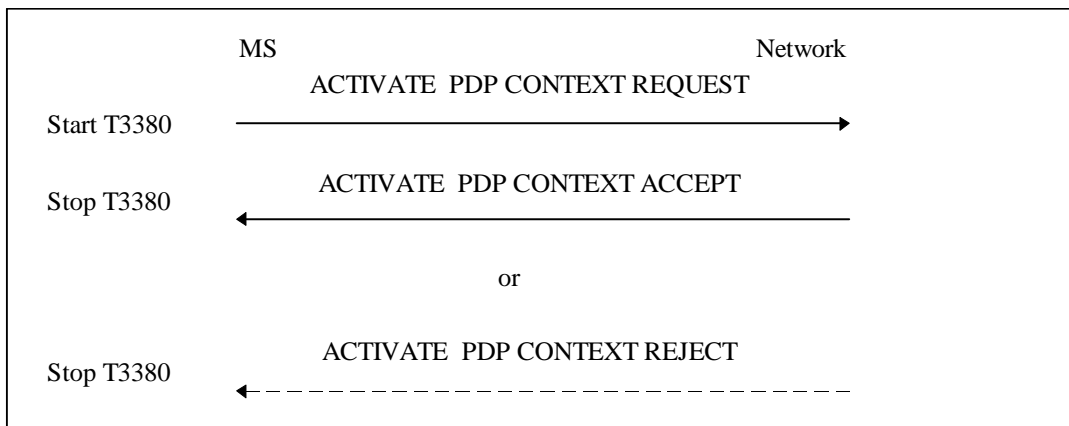 MS Network
ACTIVATE PDP CONTEXT REQUEST
Start T3380
ACTIVATE PDP CONTEXT ACCEPT
Stop T3380
or
ACTIVATE PDP CONTEXT REJECT
Stop T3380